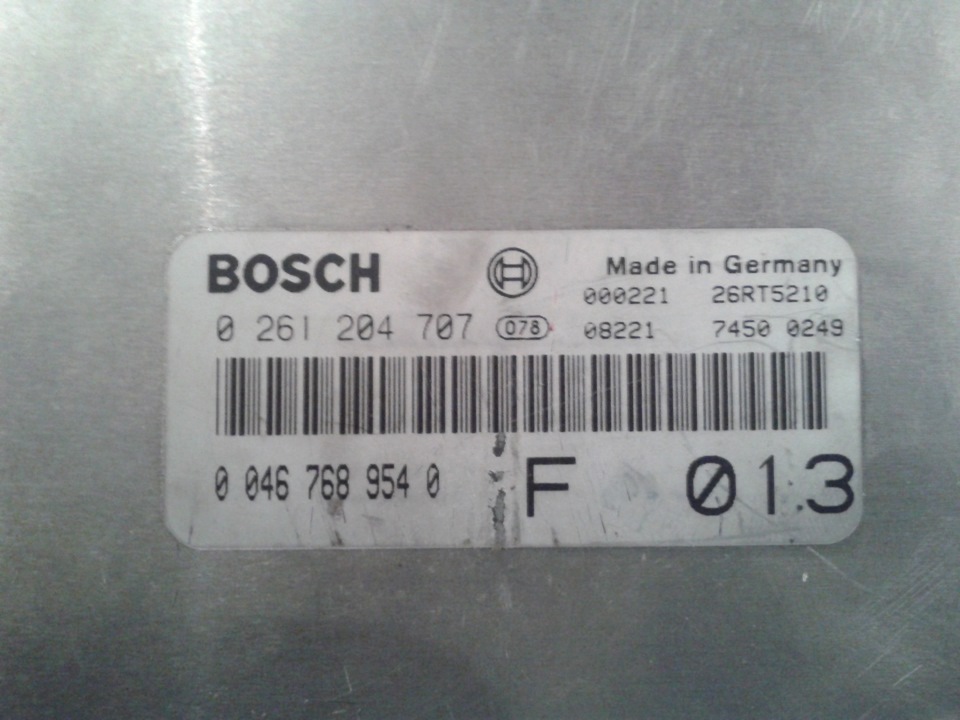 BOSCH
Made in Germany
000221 26RT5210
0 261 204 707 078 08221 7450 0249
0 046 768 954 0 F 013